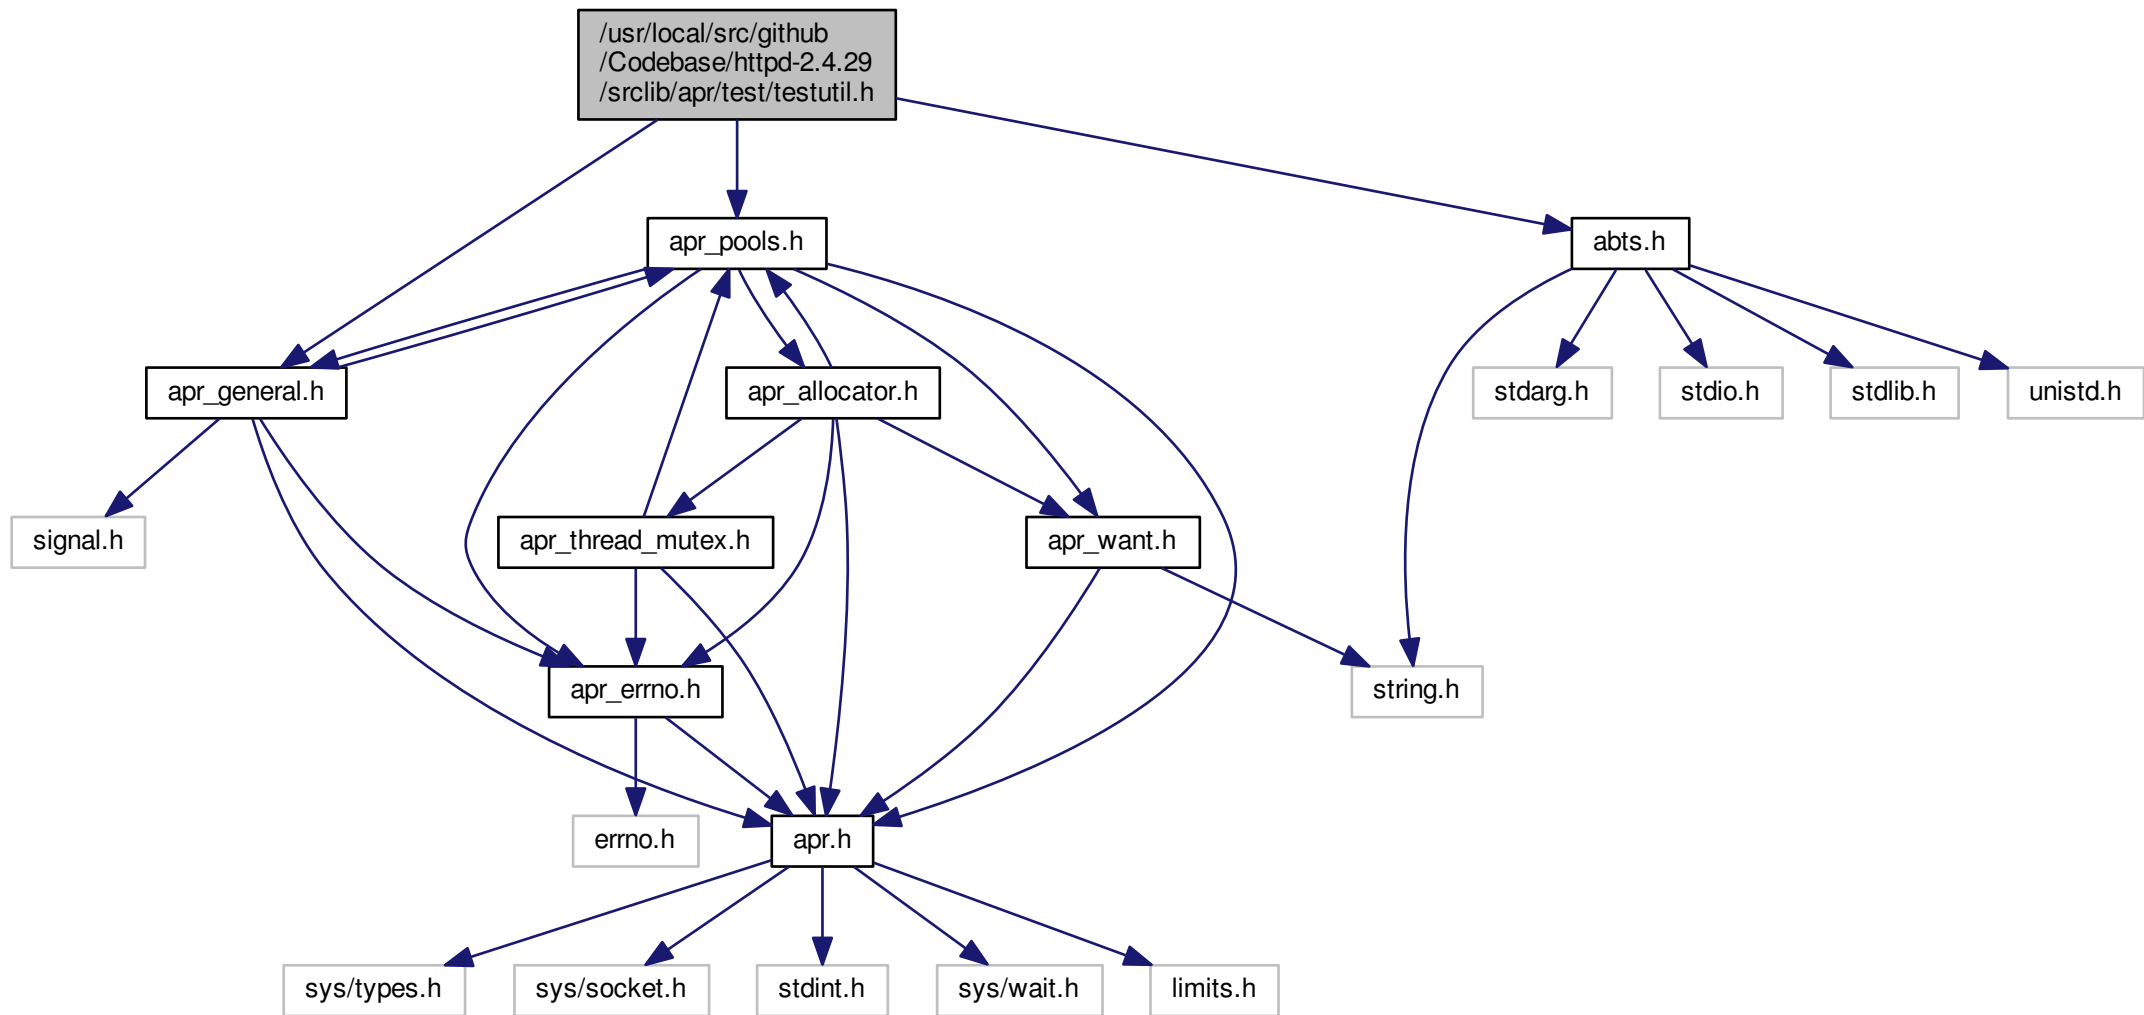 /usr/local/src/github
/Codebase/httpd-2.4.29
/srclib/apr/test/testutil.h
apr_pools.h
abts.h
apr_general.h
apr_allocator.h
stdarg.h
stdio.h
stdlib.h
unistd.h
signal.h
apr_thread_mutex.h
apr_want.h
apr_errno.h
string.h
errno.h
apr.h
sys/types.h
sys/socket.h
stdint.h
sys/wait.h
limits.h